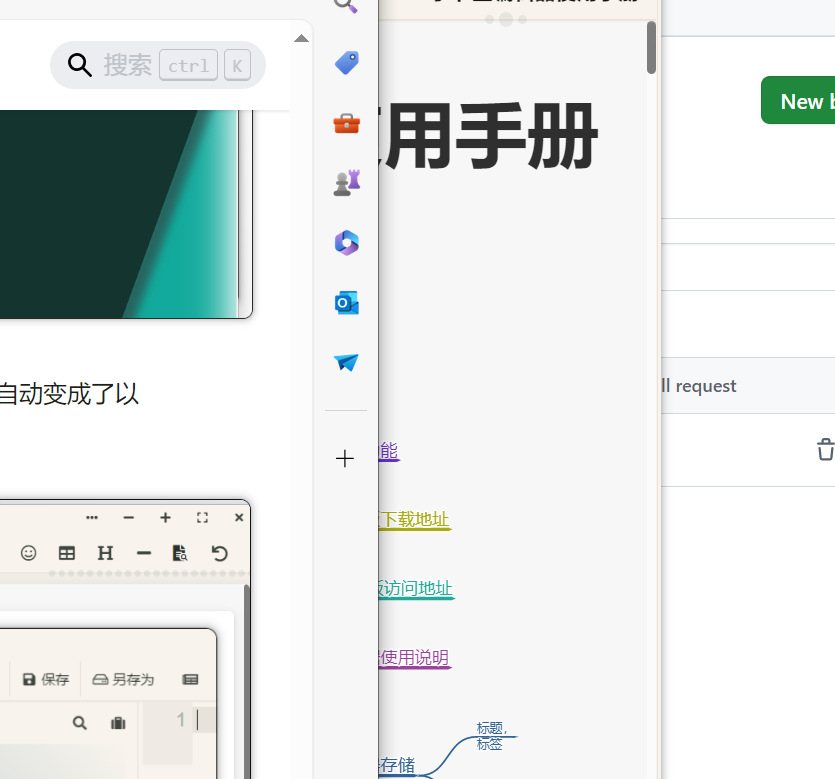 搜索 ctrl K
自动变成了以
保存 另存为
1
用手册
能
下载地址
访问地址
使用说明
标题，
标签
存储
New b
ll request